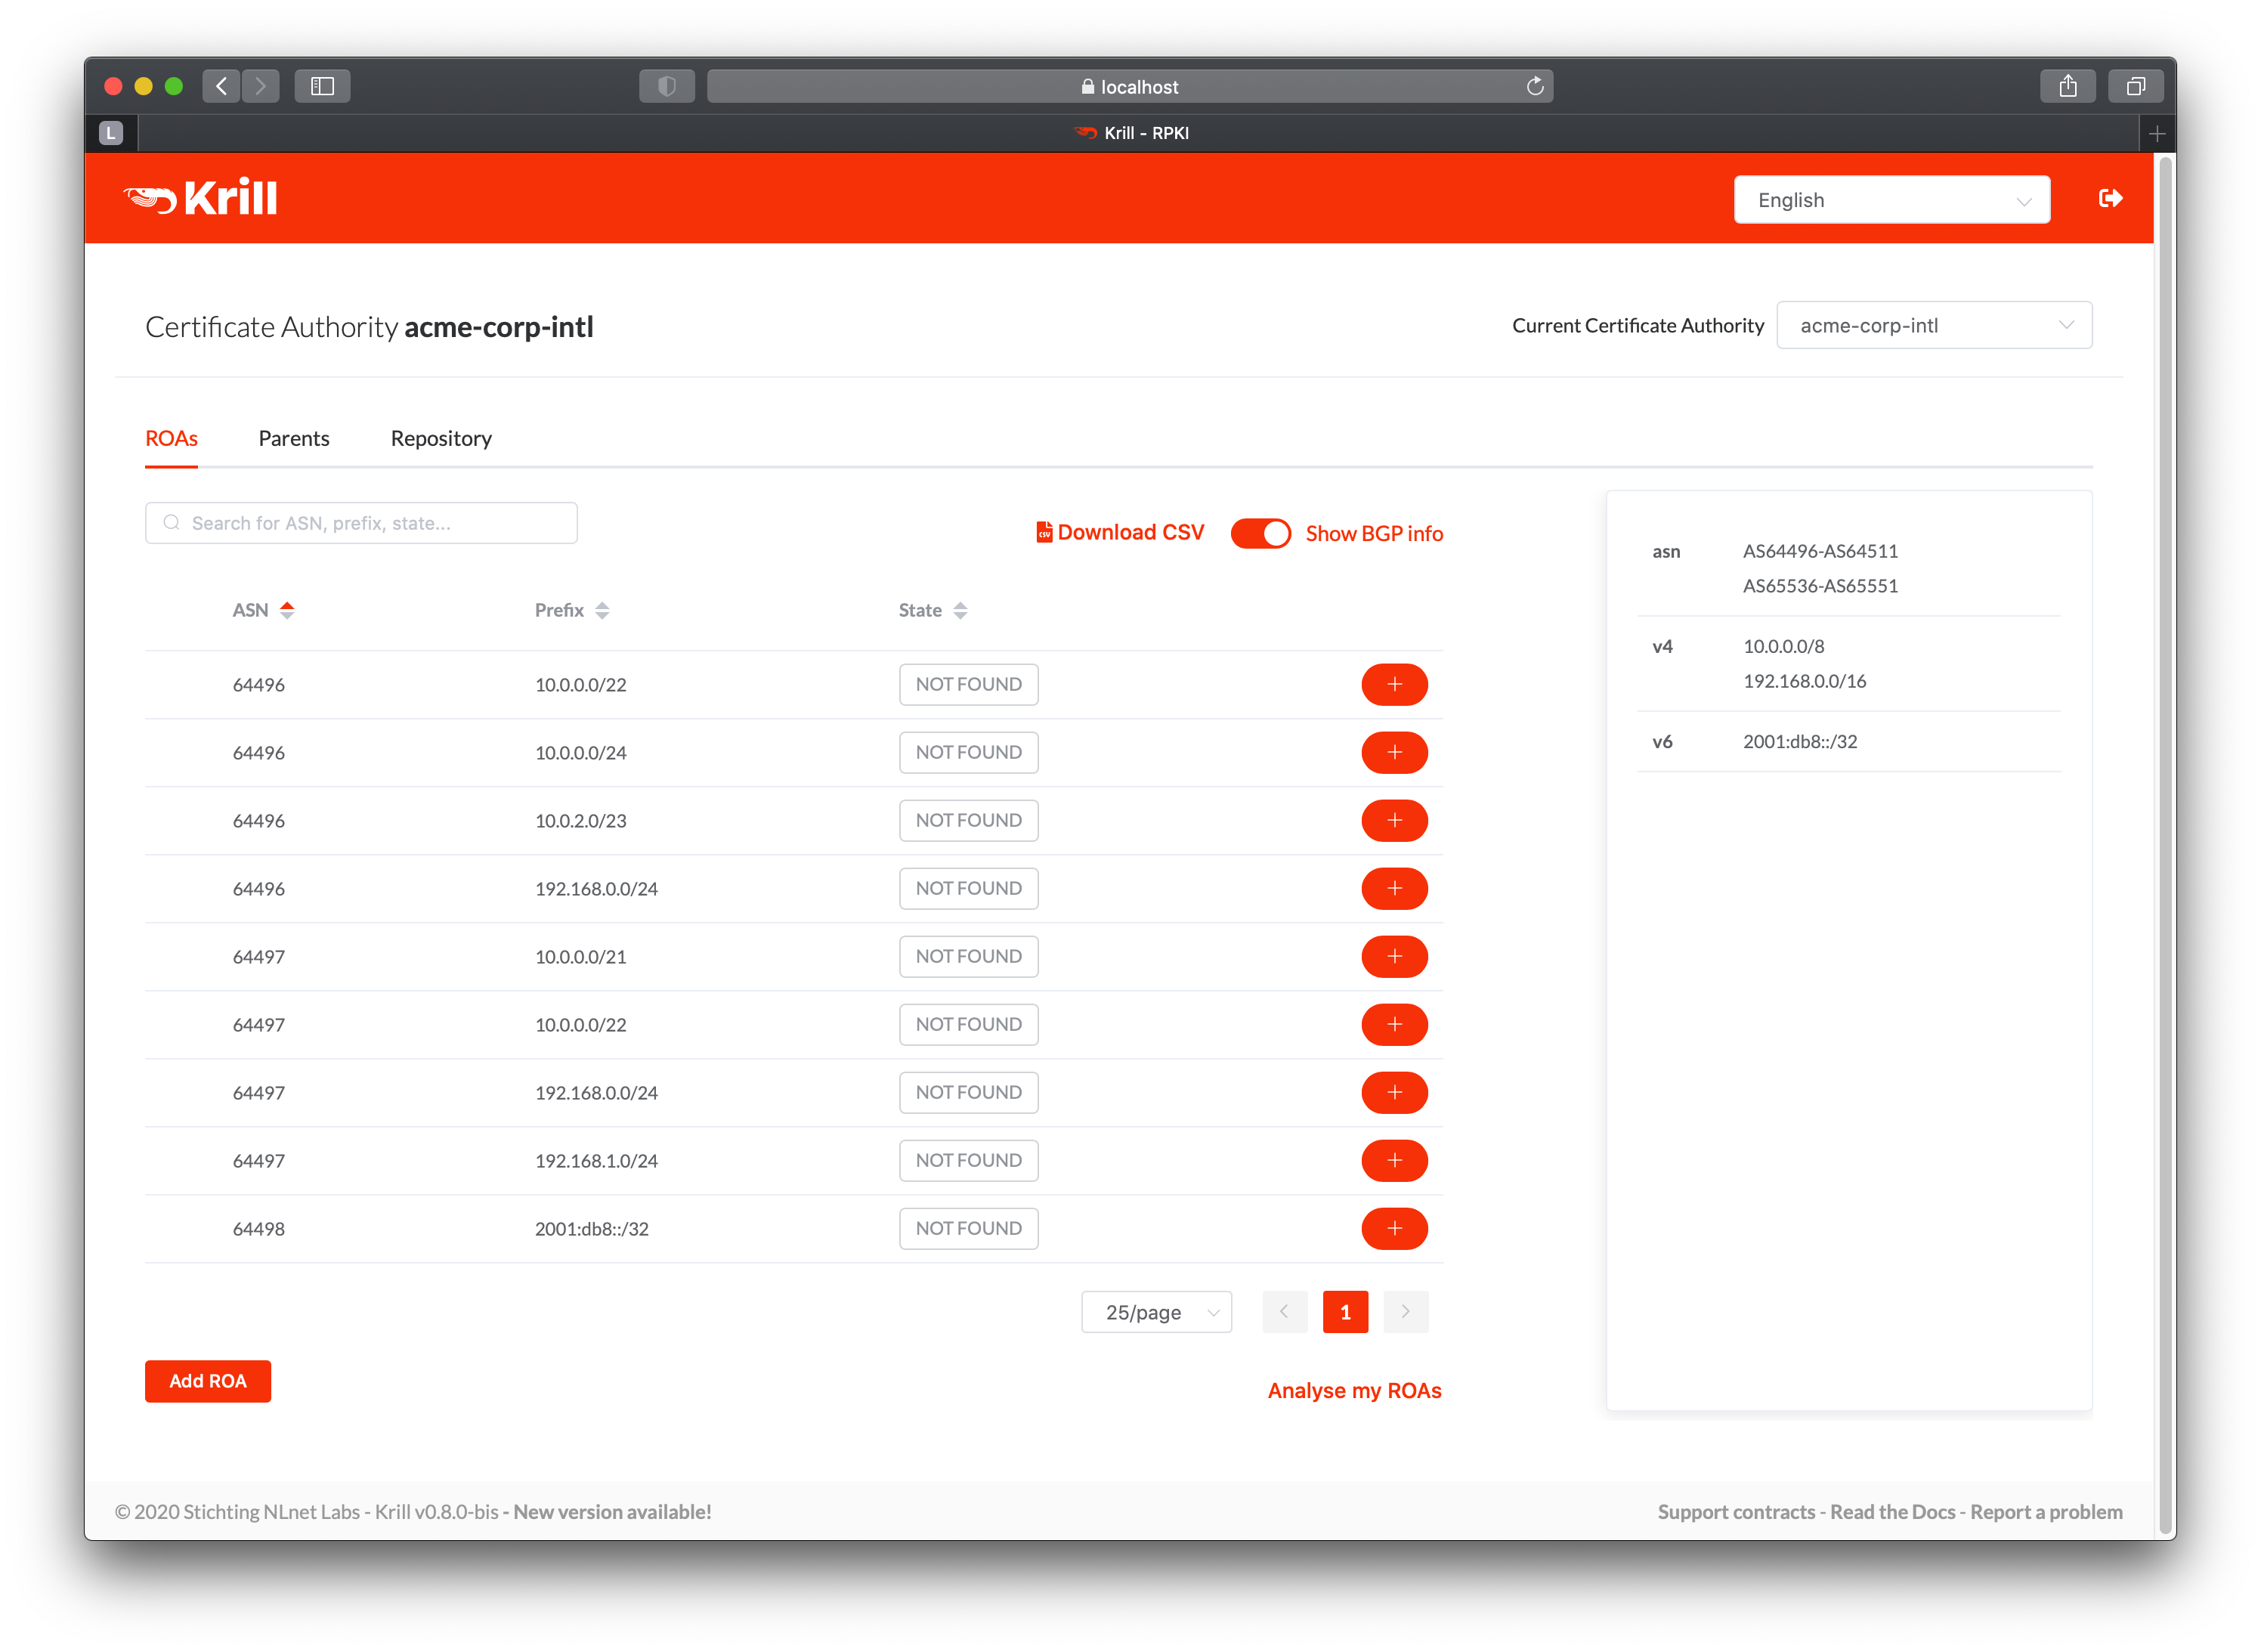 localhost
L
Krill - RPKI
Krill
English
Certificate Authority acme-corp-intl
Current Certificate Authority
acme-corp-intl
ROAs Parents Repository
Search for ASN, prefix, state...
CSV Download CSV
Show BGP info
ASN Prefix State
64496 10.0.0.0/22 NOT FOUND +
64496 10.0.0.0/24 NOT FOUND +
64496 10.0.2.0/23 NOT FOUND +
64496 192.168.0.0/24 NOT FOUND +
64497 10.0.0.0/21 NOT FOUND +
64497 10.0.0.0/22 NOT FOUND +
64497 192.168.0.0/24 NOT FOUND +
64497 192.168.1.0/24 NOT FOUND +
64498 2001:db8::/32 NOT FOUND +
25/page
1
Add ROA
Analyse my ROAs
asn AS64496-AS64511
AS65536-AS65551
v4 10.0.0.0/8
192.168.0.0/16
v6 2001:db8::/32
© 2020 Stichting NLnet Labs - Krill v0.8.0-bis - New version available!
Support contracts - Read the Docs - Report a problem